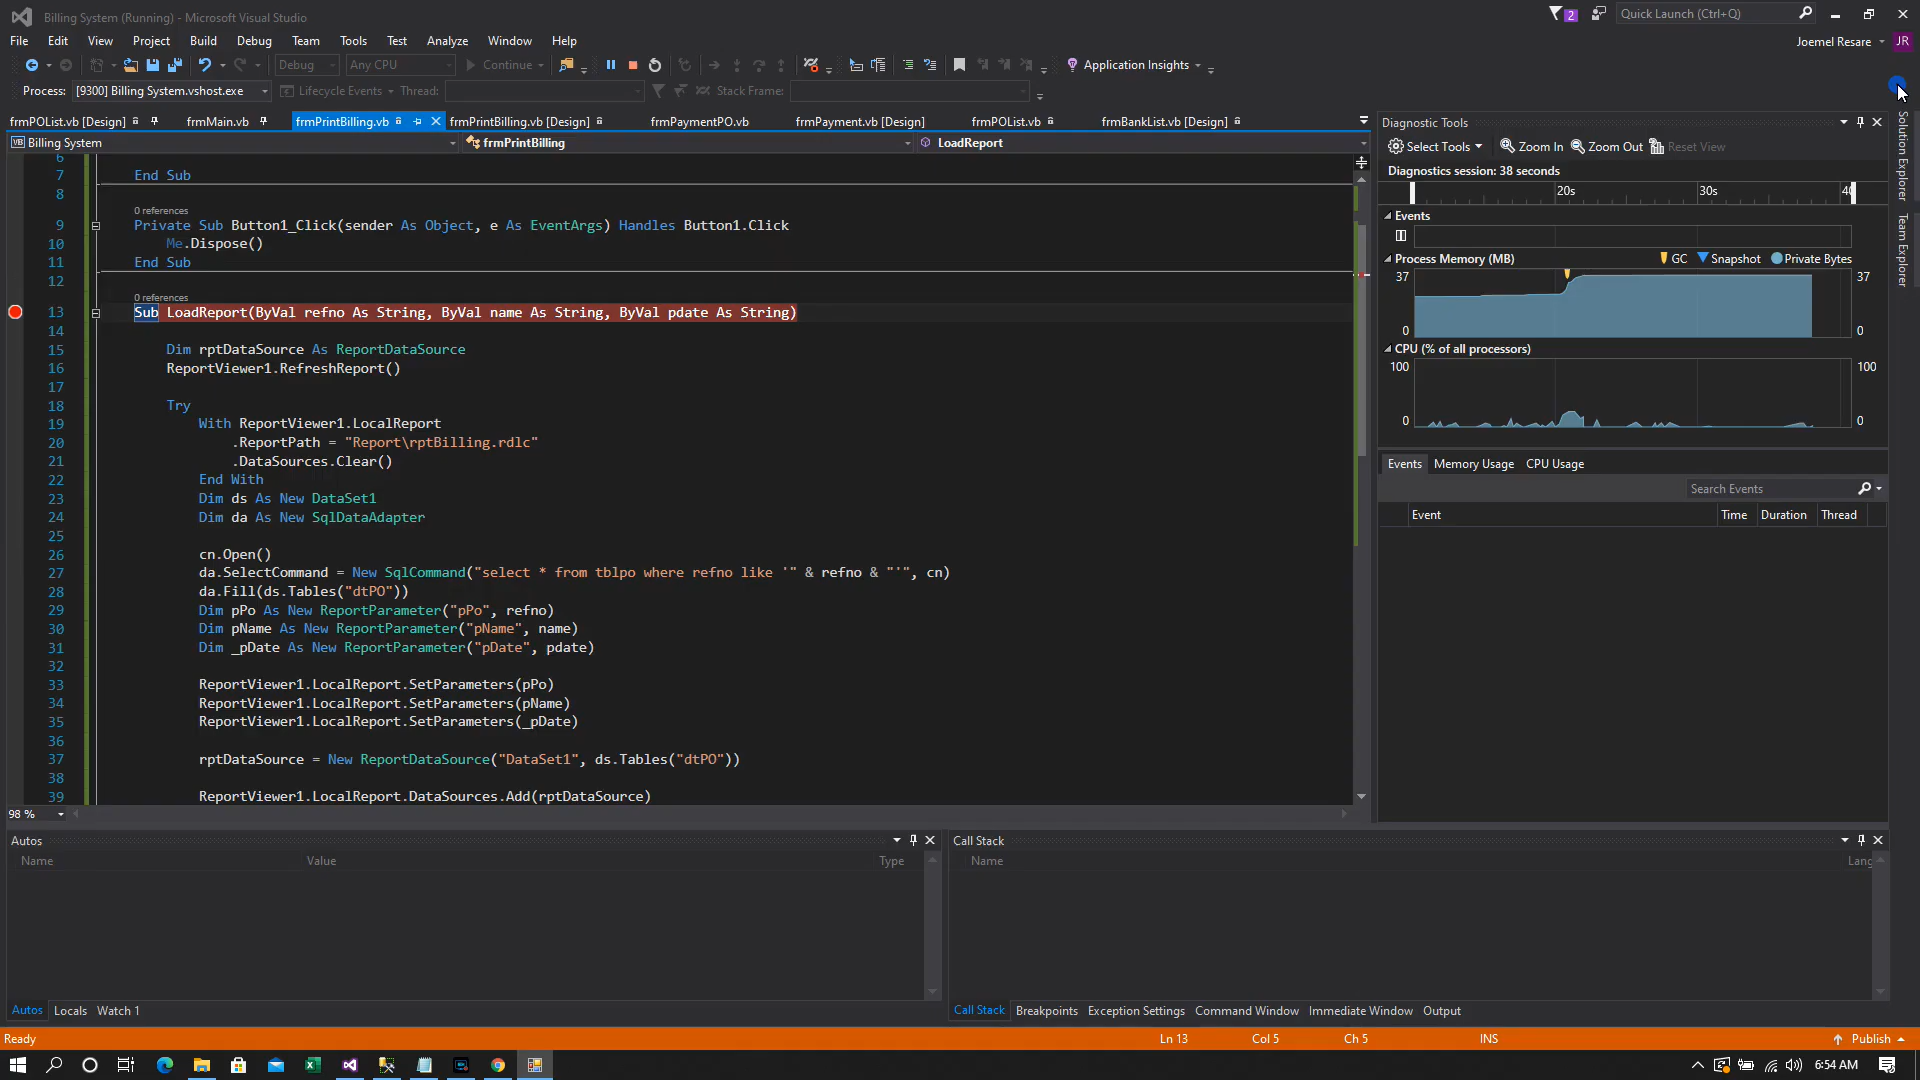 Billing System (Running) - Microsoft Visual Studio
2
Quick Launch (Ctrl+Q)
File Edit View Project Build Debug Team Tools Test Analyze Window Help
Joemel Resare JR
Debug Any CPU Continue Application Insights
Process: [9300] Billing System.vshost.exe Lifecycle Events Thread: Stack Frame:
frmPOList.vb [Design] frmMain.vb frmPrintBilling.vb frmPrintBilling.vb [Design] frmPaymentPO.vb frmPayment.vb [Design] frmPOList.vb frmBankList.vb [Design]
VB Billing System frmPrintBilling LoadReport
6
7 End Sub
8
0 references
9 Private Sub Button1_Click(sender As Object, e As EventArgs) Handles Button1.Click
10 Me.Dispose()
11 End Sub
12
0 references
13 Sub LoadReport(ByVal refno As String, ByVal name As String, ByVal pdate As String)
14
15 Dim rptDataSource As ReportDataSource
16 ReportViewer1.RefreshReport()
17
18 Try
19 With ReportViewer1.LocalReport
20 .ReportPath = "Report\rptBilling.rdlc"
21 .DataSources.Clear()
22 End With
23 Dim ds As New DataSet1
24 Dim da As New SqlDataAdapter
25
26 cn.Open()
27 da.SelectCommand = New SqlCommand("select * from tblpo where refno like '" & refno & "'", cn)
28 da.Fill(ds.Tables("dtPO"))
29 Dim pPo As New ReportParameter("pPo", refno)
30 Dim pName As New ReportParameter("pName", name)
31 Dim _pDate As New ReportParameter("pDate", pdate)
32
33 ReportViewer1.LocalReport.SetParameters(pPo)
34 ReportViewer1.LocalReport.SetParameters(pName)
35 ReportViewer1.LocalReport.SetParameters(_pDate)
36
37 rptDataSource = New ReportDataSource("DataSet1", ds.Tables("dtPO"))
38
39 ReportViewer1.LocalReport.DataSources.Add(rptDataSource)
98 %
Diagnostic Tools
Select Tools Zoom In Zoom Out Reset View
Diagnostics session: 38 seconds
20s 30s
Events
Process Memory (MB) GC Snapshot Private Bytes
37 37
0 0
CPU (% of all processors)
100 100
0 0
Events Memory Usage CPU Usage
Search Events
Event Time Duration Thread
Solution Explorer
Team Explorer
Autos
Name Value Type
Autos Locals Watch 1
Call Stack
Name Lang
Call Stack Breakpoints Exception Settings Command Window Immediate Window Output
Ready Ln 13 Col 5 Ch 5 INS Publish
6:54 AM